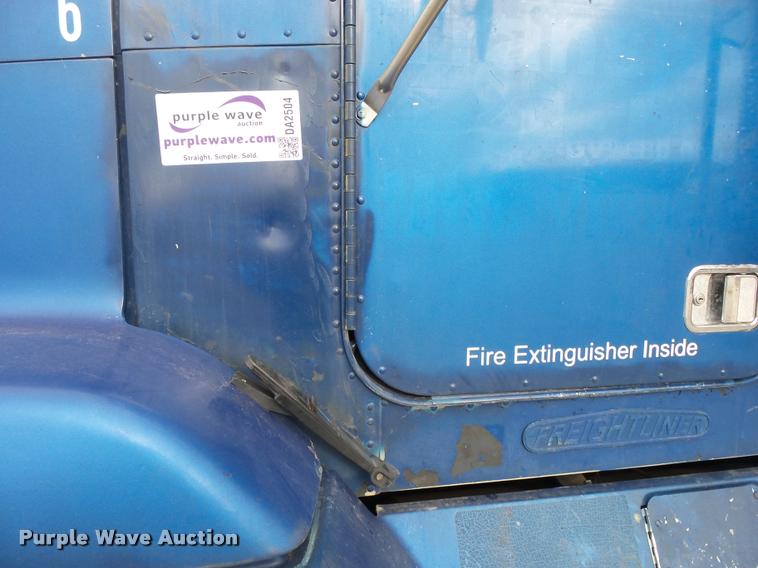 6
purple wave
auction
purplewave.com
Straight. Simple. Sold.
DA2504
Fire Extinguisher Inside
FREIGHTLINER
Purple Wave Auction